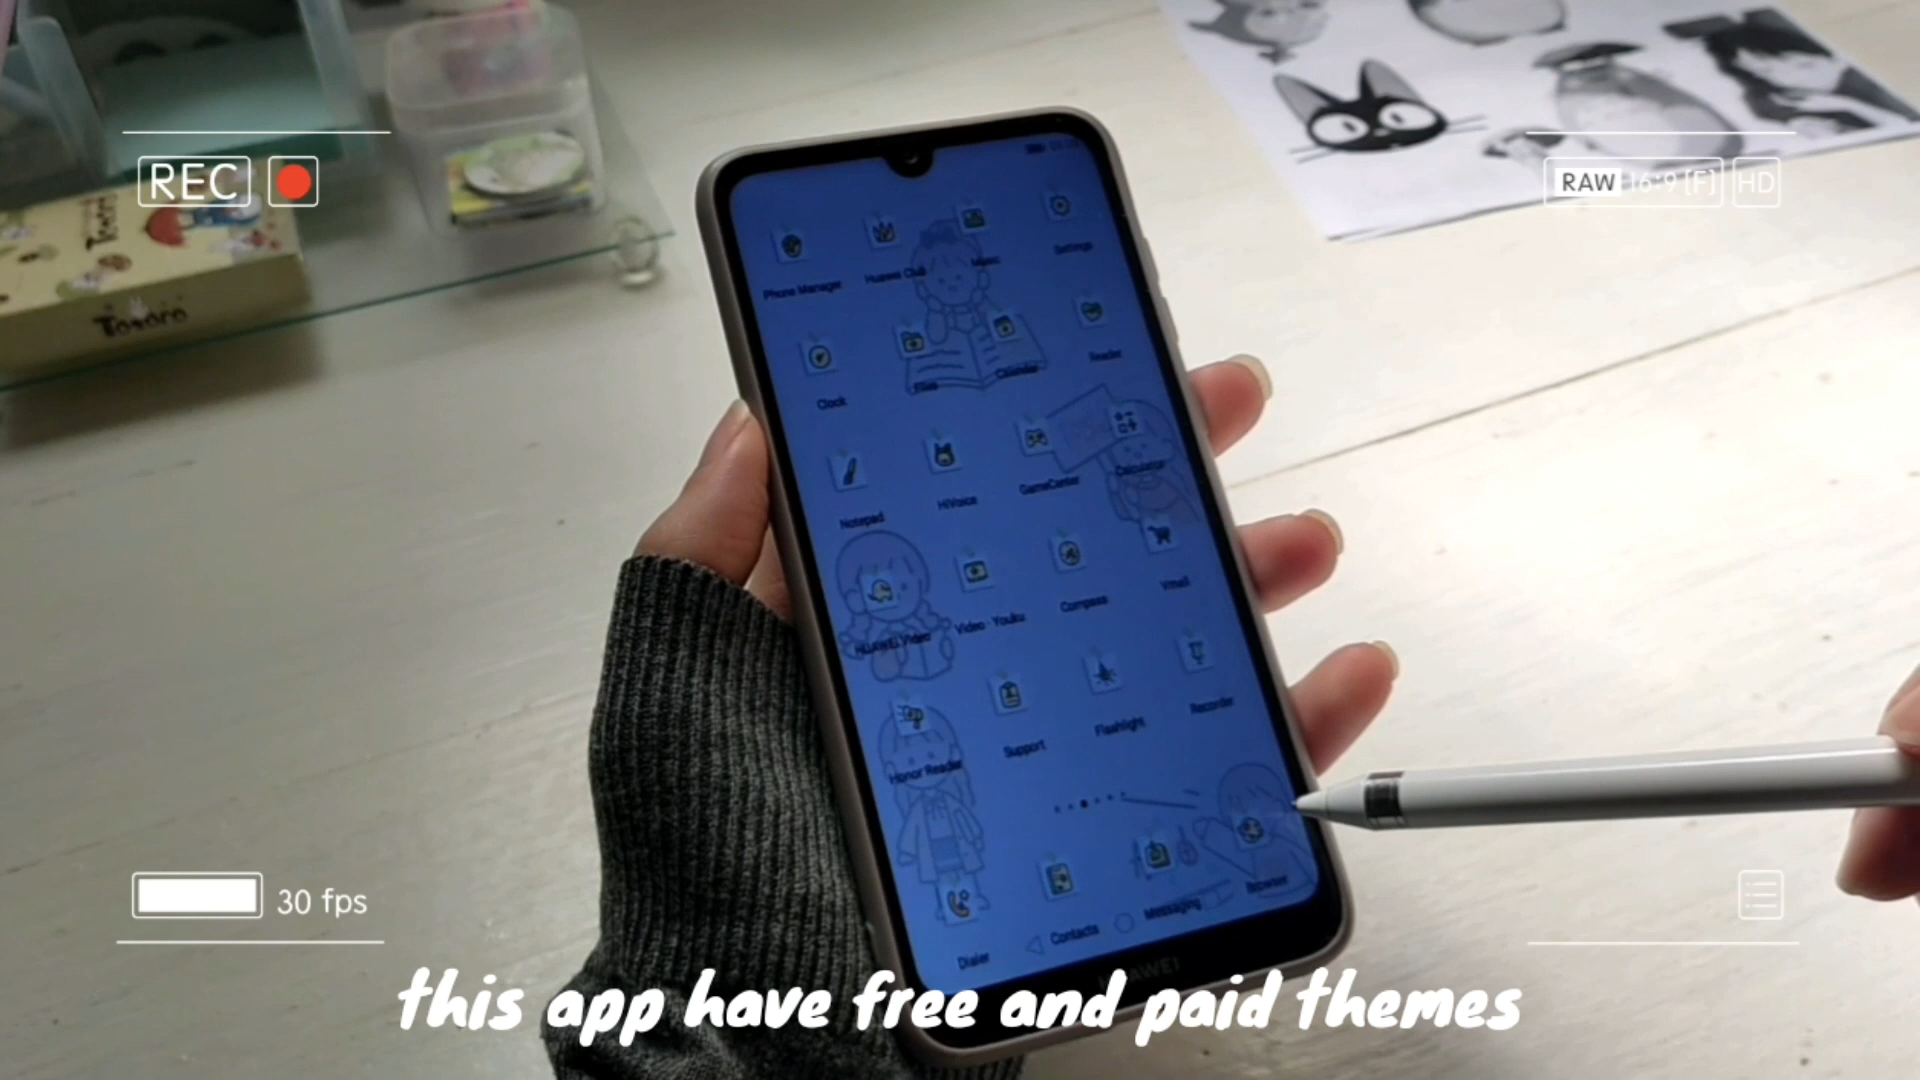 REC
RAW 16:9 [F] HD
Totoro
Phone Manager
Huawei Club
Music
Settings
Clock
Files
Calendar
Reader
Notepad
HiVoice
GameCenter
Calculator
HUAWEI Video
Video · Youku
Compass
Vmall
Honor Reader
Support
Flashlight
Recorder
Dialer
Contacts
Messaging
Browser
HUAWEI
30 fps
this app have free and paid themes